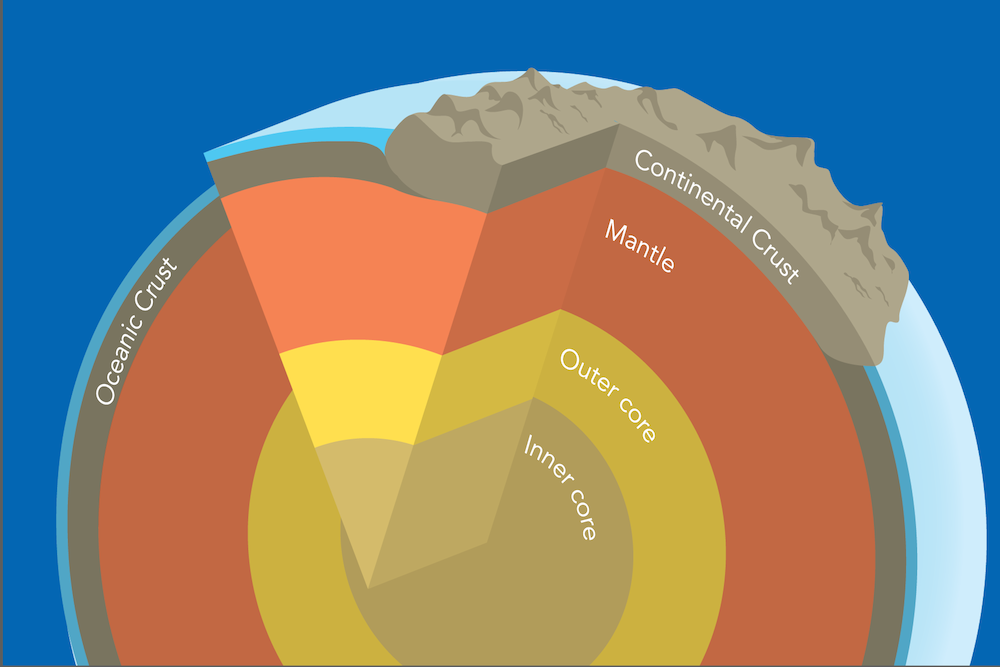 Continental Crust
Mantle
Oceanic Crust
Outer core
Inner core